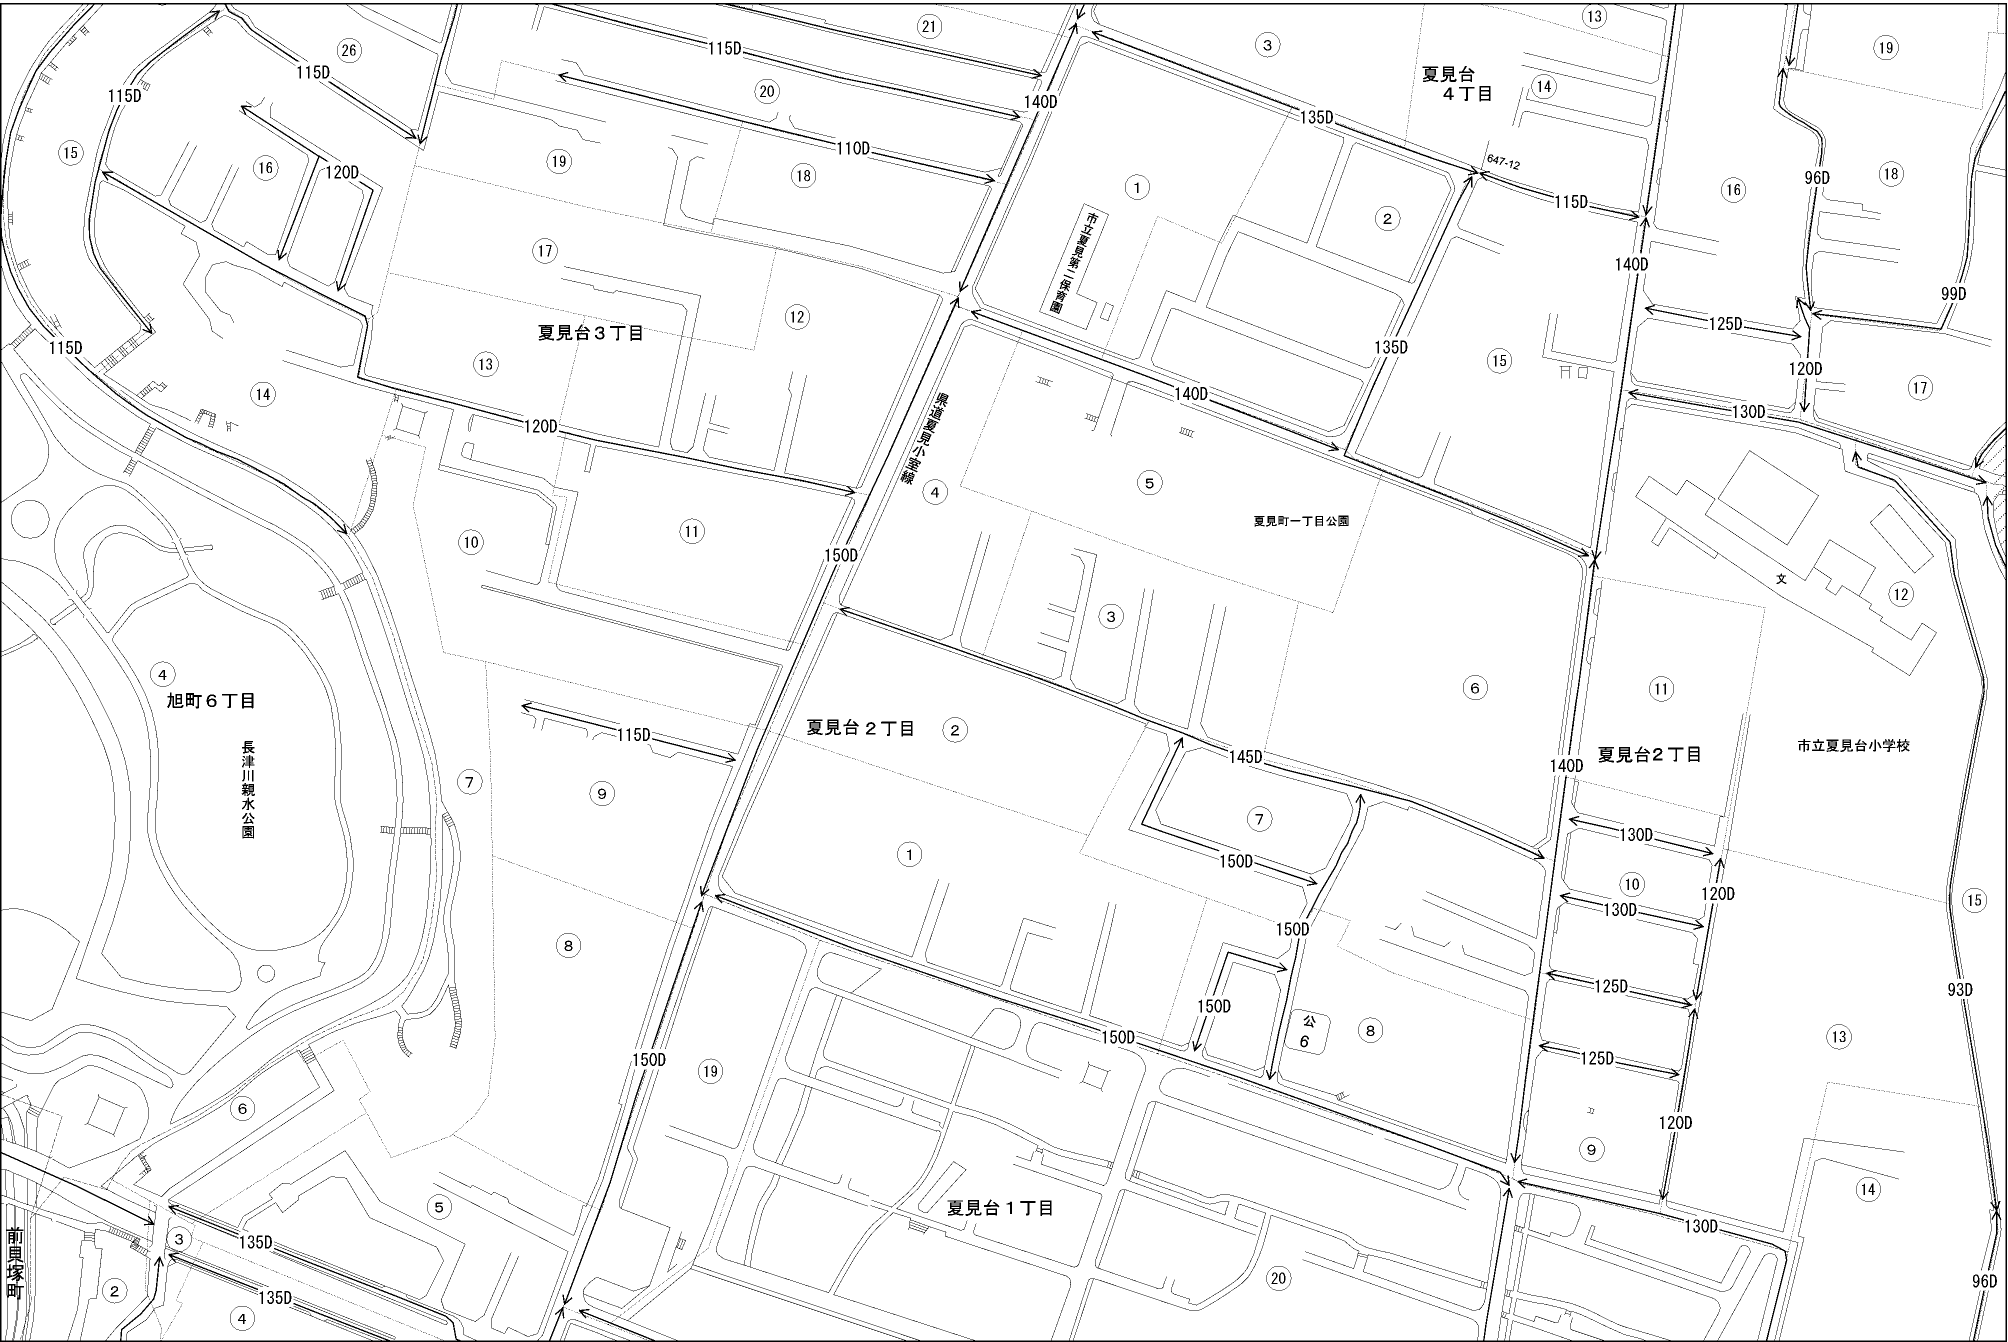 21
13
③
19
26
115D
115D
夏見台
４丁目
115D
20
14
115D
140D
135D
110D
15
19
18
647-12
16
120D
①
16
96D
18
②
115D
市立夏見第二保育園
17
140D
99D
12
夏見台３丁目
125D
115D
135D
15
13
120D
17
14
140D
県道夏見小室線
130D
120D
⑤
④
夏見町一丁目公園
11
10
150D
文
12
③
④
旭町６丁目
⑥
11
夏見台２丁目
②
115D
長津川親水公園
145D
夏見台２丁目
市立夏見台小学校
140D
⑦
⑨
⑦
130D
①
150D
10
120D
15
130D
150D
⑧
125D
93D
150D
公
６
⑧
150D
13
150D
125D
19
⑥
120D
⑨
14
⑤
夏見台１丁目
130D
③
135D
前貝塚町
20
96D
②
135D
④